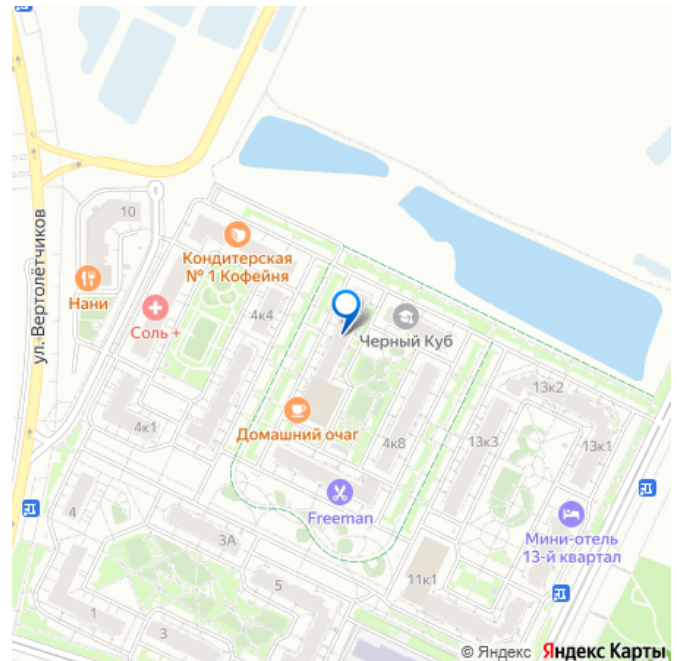 ул. Вертолётчиков
10
Нани
Кондитерская
№ 1 Кофейня
Соль +
4к4
Черный Куб
4к1
Домашний очаг
4к8
13к2
13к3
13к1
Freeman
Мини-отель
13-й квартал
4
3А
5
11к1
1
3
© Яндекс Яндекс Карты